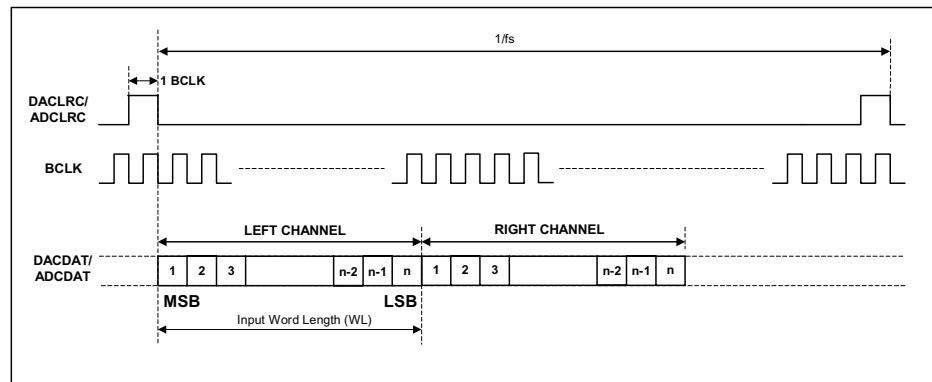 1/fs
1 BCLK
DACLRC/
ADCLRC
BCLK
LEFT CHANNEL RIGHT CHANNEL
DACDAT/
ADCDAT
1 2 3 n-2 n-1 n 1 2 3 n-2 n-1 n
MSB LSB
Input Word Length (WL)